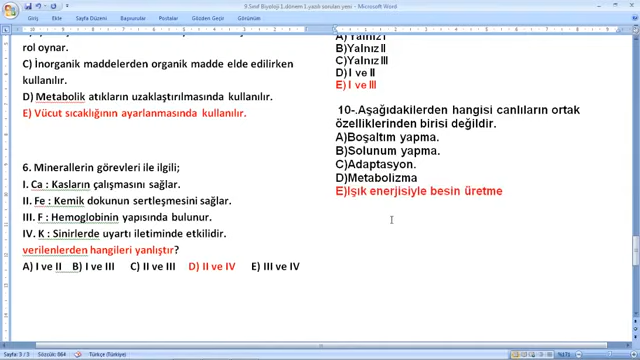 9.Sınıf Biyoloji 1.dönem 1.yazılı soruları yeni - Microsoft Word
Giriş Ekle Sayfa Düzeni Başvurular Postalar Gözden Geçir Görünüm
rol oynar.
C) İnorganik maddelerden organik madde elde edilirken
kullanılır.
D) Metabolik atıkların uzaklaştırılmasında kullanılır.
E) Vücut sıcaklığının ayarlanmasında kullanılır.
6. Minerallerin görevleri ile ilgili;
I. Ca : Kasların çalışmasını sağlar.
II. Fe : Kemik dokunun sertleşmesini sağlar.
III. F : Hemoglobinin yapısında bulunur.
IV. K : Sinirlerde uyartı iletiminde etkilidir.
verilenlerden hangileri yanlıştır?
A) I ve II B) I ve III C) II ve III D) II ve IV E) III ve IV
A) Yalnız I
B)Yalnız II
C)Yalnız III
D)I ve II
E) I ve III
10-.Aşağıdakilerden hangisi canlıların ortak
özelliklerinden birisi değildir.
A)Boşaltım yapma.
B)Solunum yapma.
C)Adaptasyon.
D)Metabolizma
E)Işık enerjisiyle besin üretme
Sayfa: 3 / 3 Sözcük: 864 Türkçe (Türkiye) %171